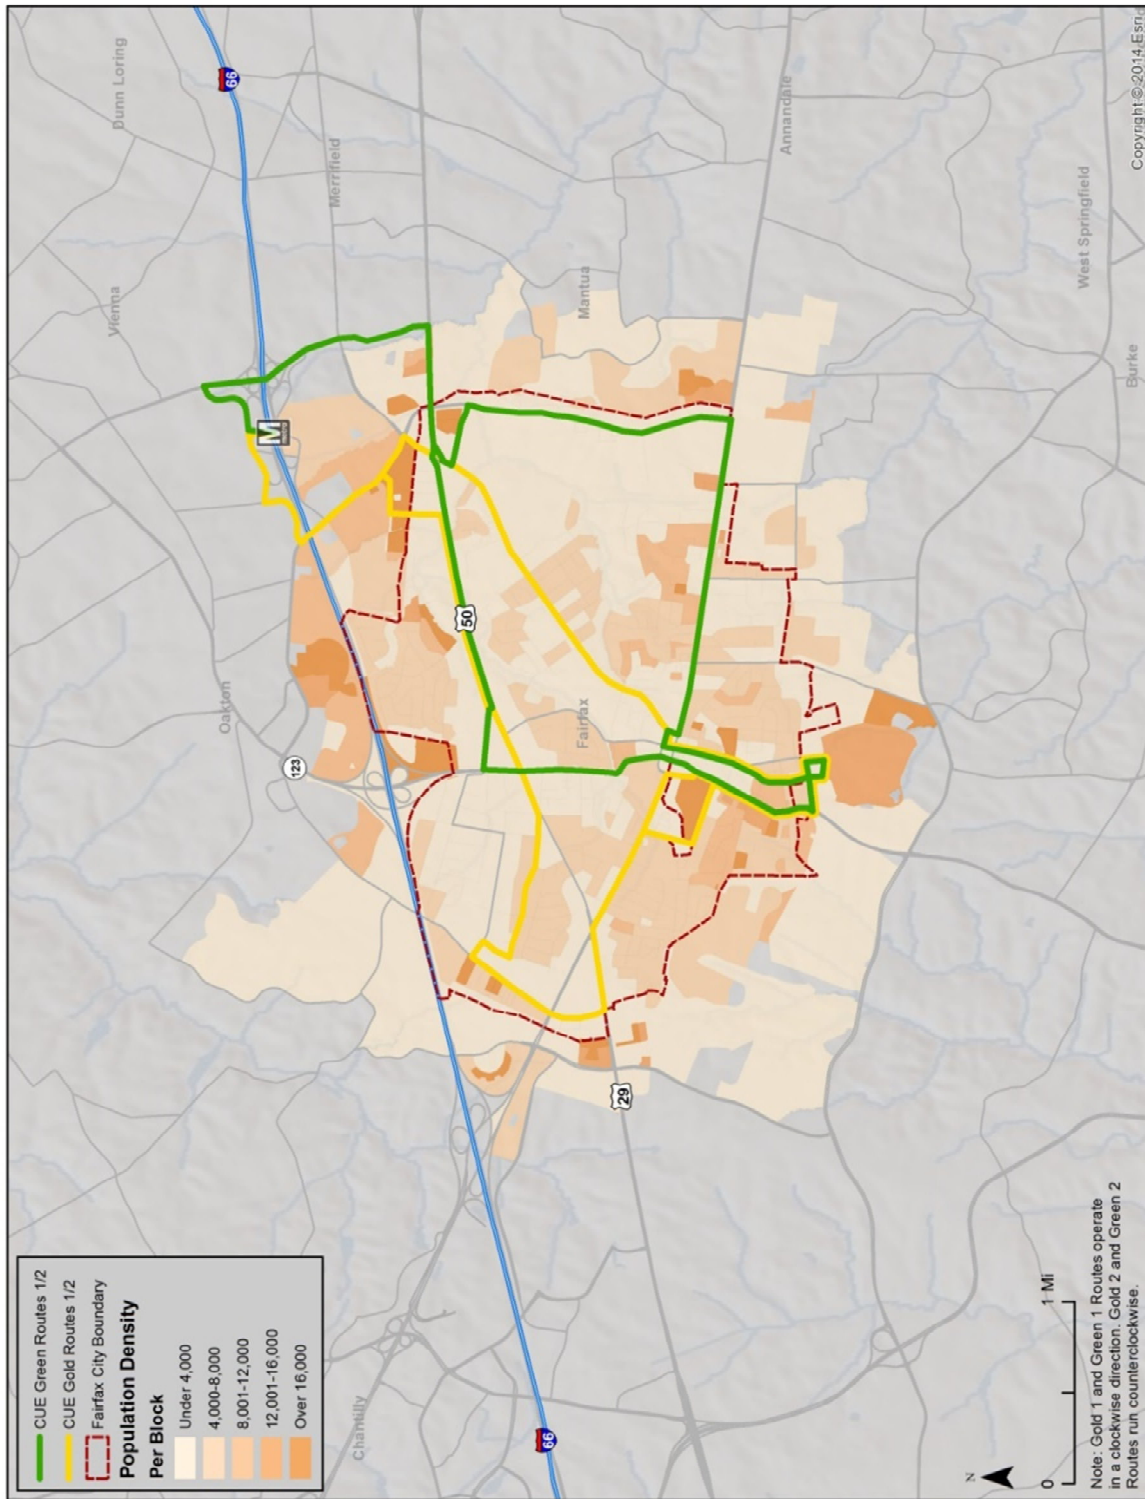 CUE Green Routes 1/2
CUE Gold Routes 1/2
Fairfax City Boundary
Population Density
Per Block
Under 4,000
4,000-8,000
8,001-12,000
12,001-16,000
Over 16,000
Chantilly
66
Oakton
123
Vienna
Dunn Loring
66
M
Merrifield
50
Fairfax
Mantua
29
Annandale
West Springfield
Burke
N
0
1 Mi
Note: Gold 1 and Green 1 Routes operate
in a clockwise direction. Gold 2 and Green 2
Routes run counterclockwise.
Copyright:© 2014 Esri